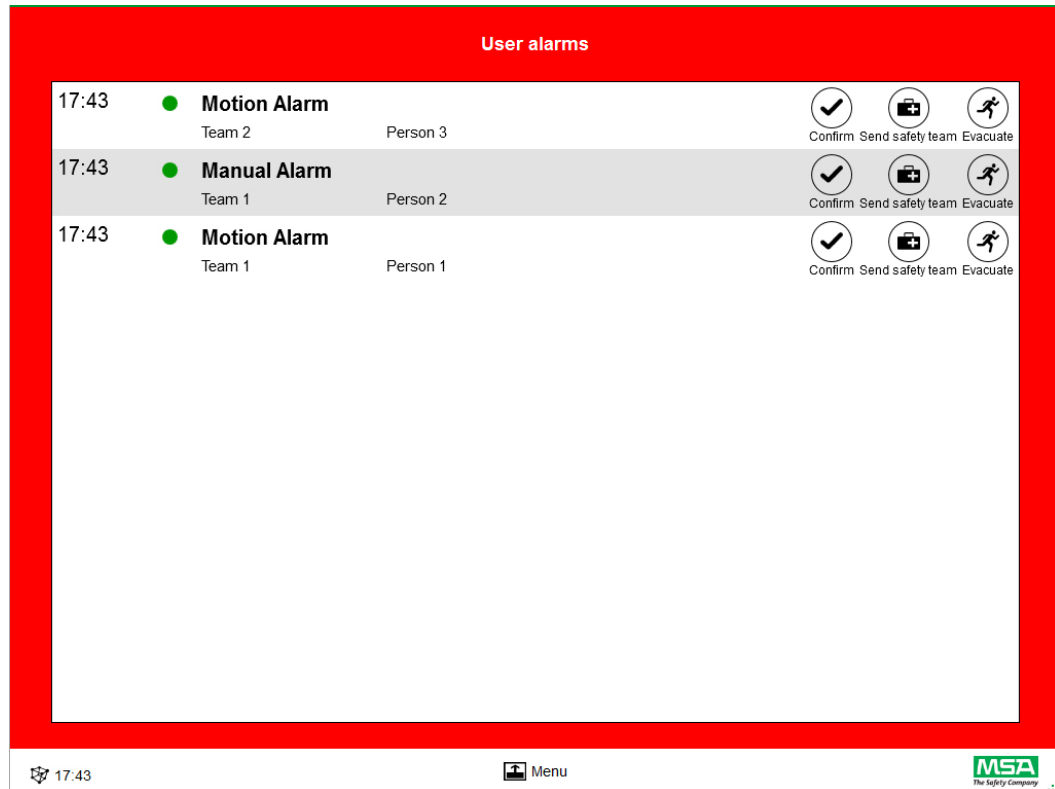 User alarms
17:43 Motion Alarm
Team 2 Person 3
Confirm Send safety team Evacuate
17:43 Manual Alarm
Team 1 Person 2
Confirm Send safety team Evacuate
17:43 Motion Alarm
Team 1 Person 1
Confirm Send safety team Evacuate
17:43 Menu MSA
The Safety Company